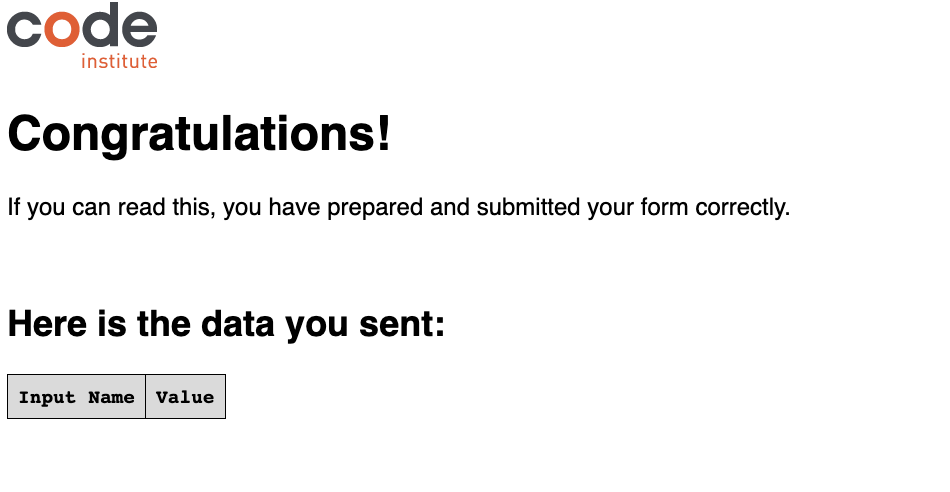 code
institute
Congratulations!
If you can read this, you have prepared and submitted your form correctly.
Here is the data you sent:
Input Name Value